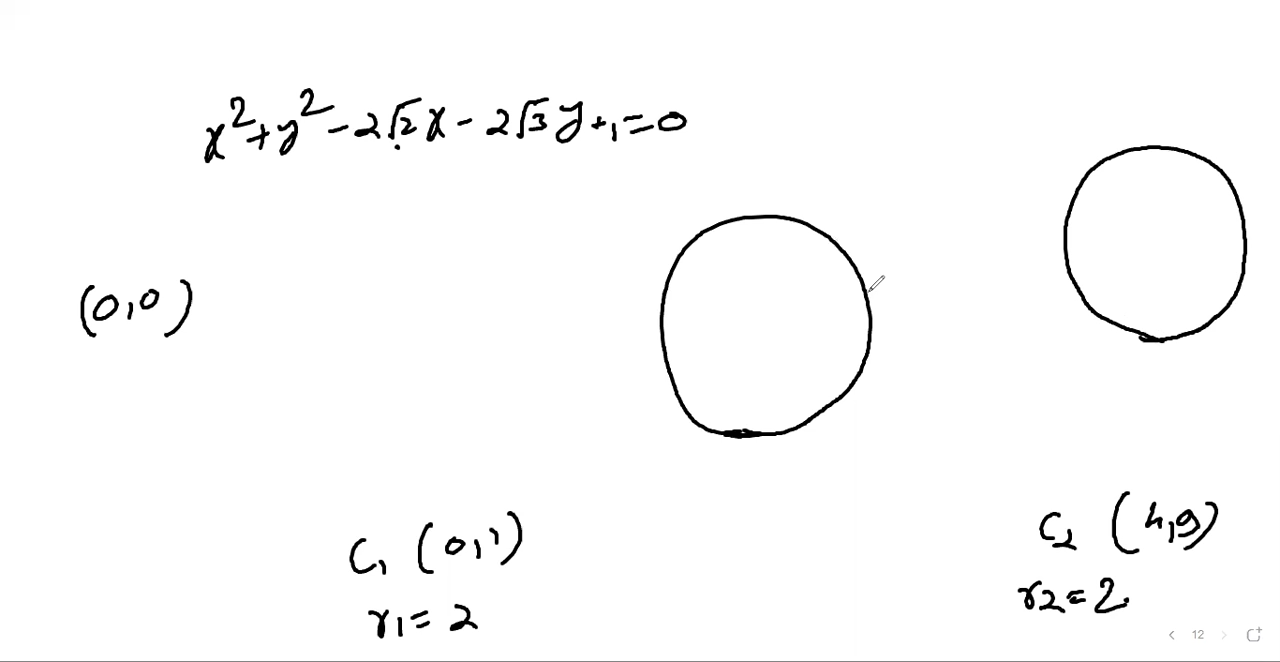 x²+y²-2√2x-2√3y+1=0
(0,0)
C₁ (0,1)
r1=2
C₂ (4,9)
r2=2
12